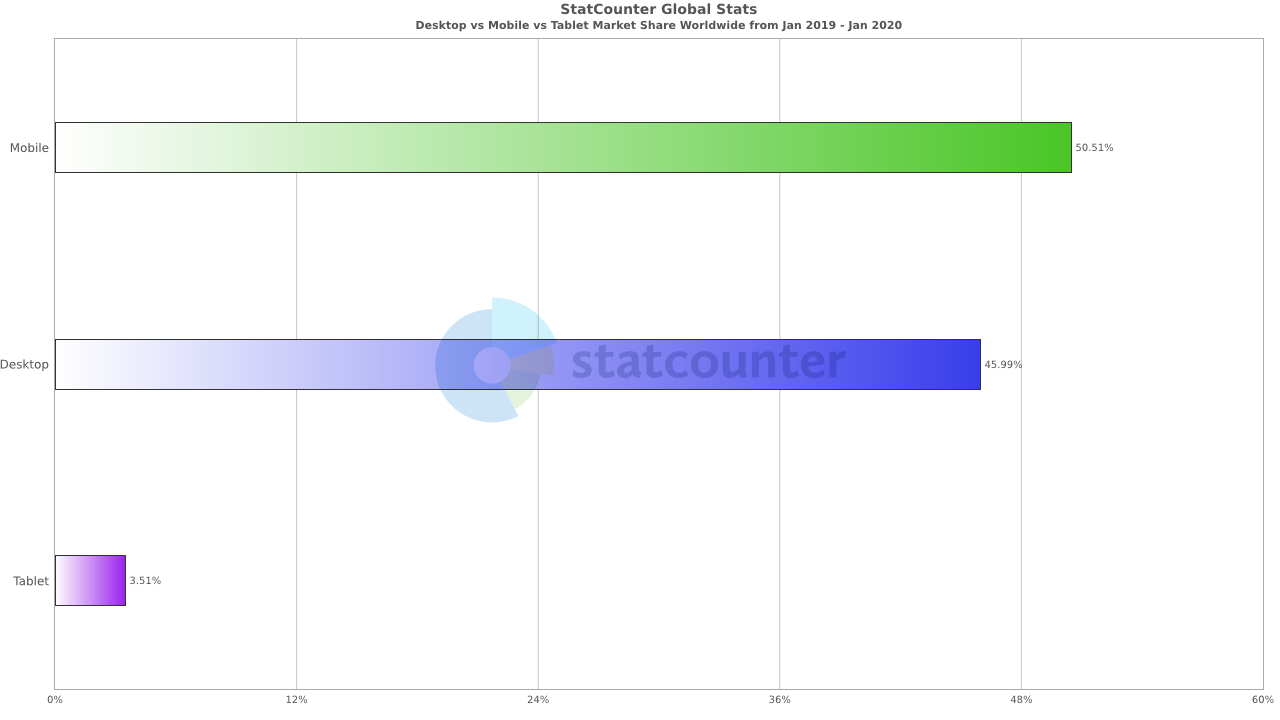 StatCounter Global Stats
Desktop vs Mobile vs Tablet Market Share Worldwide from Jan 2019 - Jan 2020
Mobile 50.51%
statcounter
Desktop 45.99%
Tablet 3.51%
0% 12% 24% 36% 48% 60%